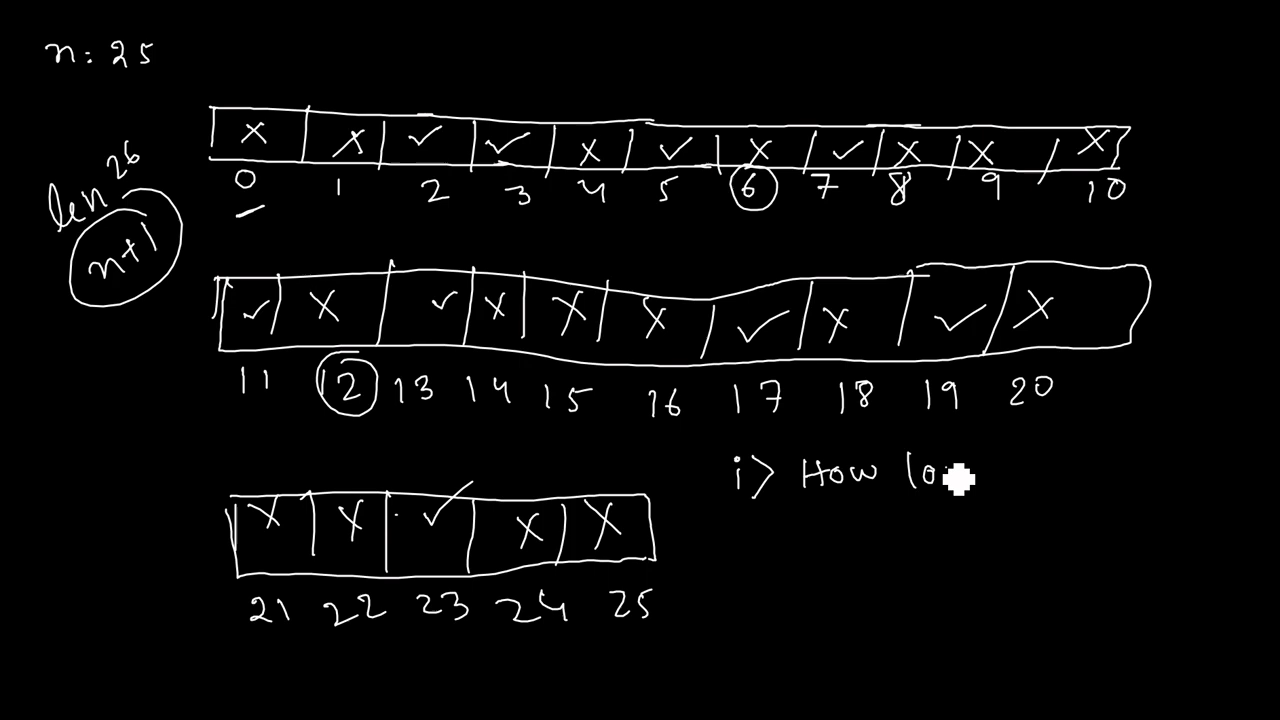 n: 25
X X ✓ ✓ X ✓ X ✓ X X X
0 1 2 3 4 5 6 7 8 9 10
len 26
n+1
✓ X ✓ X X X ✓ X ✓ X
11 12 13 14 15 16 17 18 19 20
i> How lo
X X ✓ X X
21 22 23 24 25